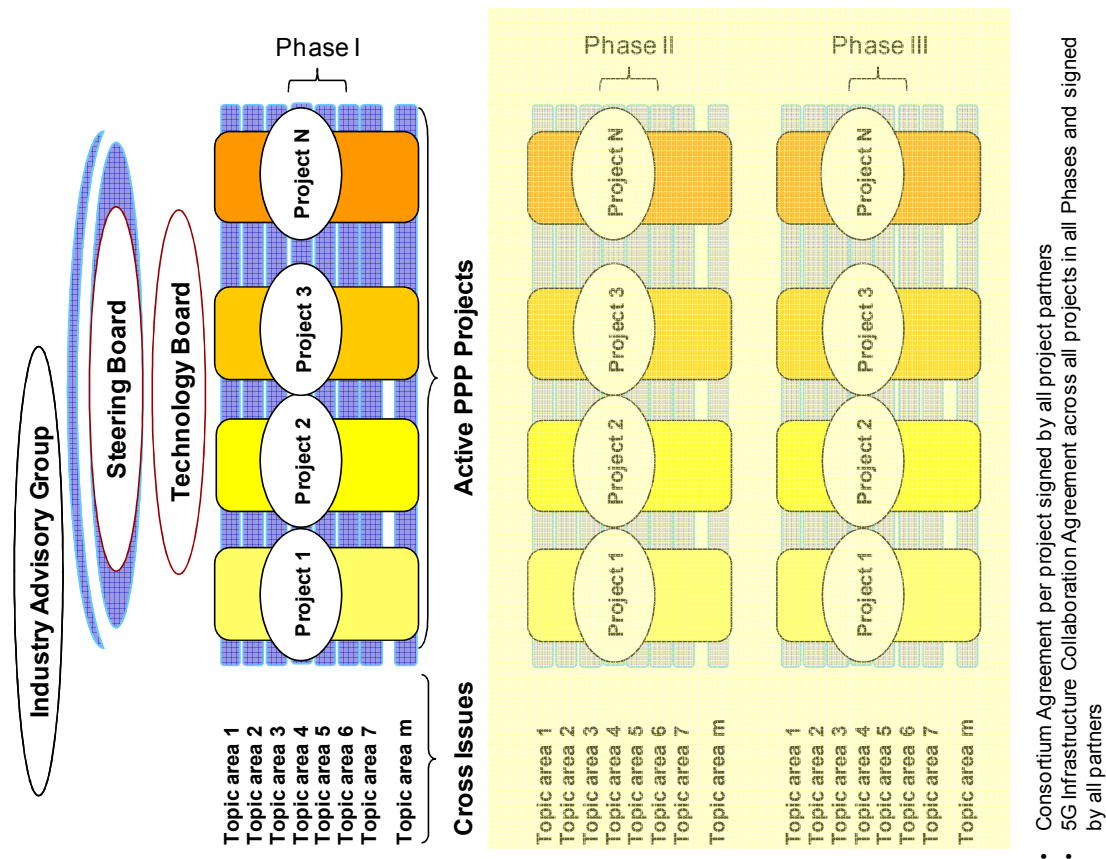 Industry Advisory Group
Steering Board
Technology Board
Topic area 1
Topic area 2
Topic area 3
Topic area 4
Topic area 5
Topic area 6
Topic area 7
Topic area m
Project 1
Project 2
Project 3
Project N
Phase I
Cross Issues
Active PPP Projects
Topic area 1
Topic area 2
Topic area 3
Topic area 4
Topic area 5
Topic area 6
Topic area 7
Topic area m
Project 1
Project 2
Project 3
Project N
Phase II
Topic area 1
Topic area 2
Topic area 3
Topic area 4
Topic area 5
Topic area 6
Topic area 7
Topic area m
Project 1
Project 2
Project 3
Project N
Phase III
• Consortium Agreement per project signed by all project partners
• 5G Infrastructure Collaboration Agreement across all projects in all Phases and signed
by all partners